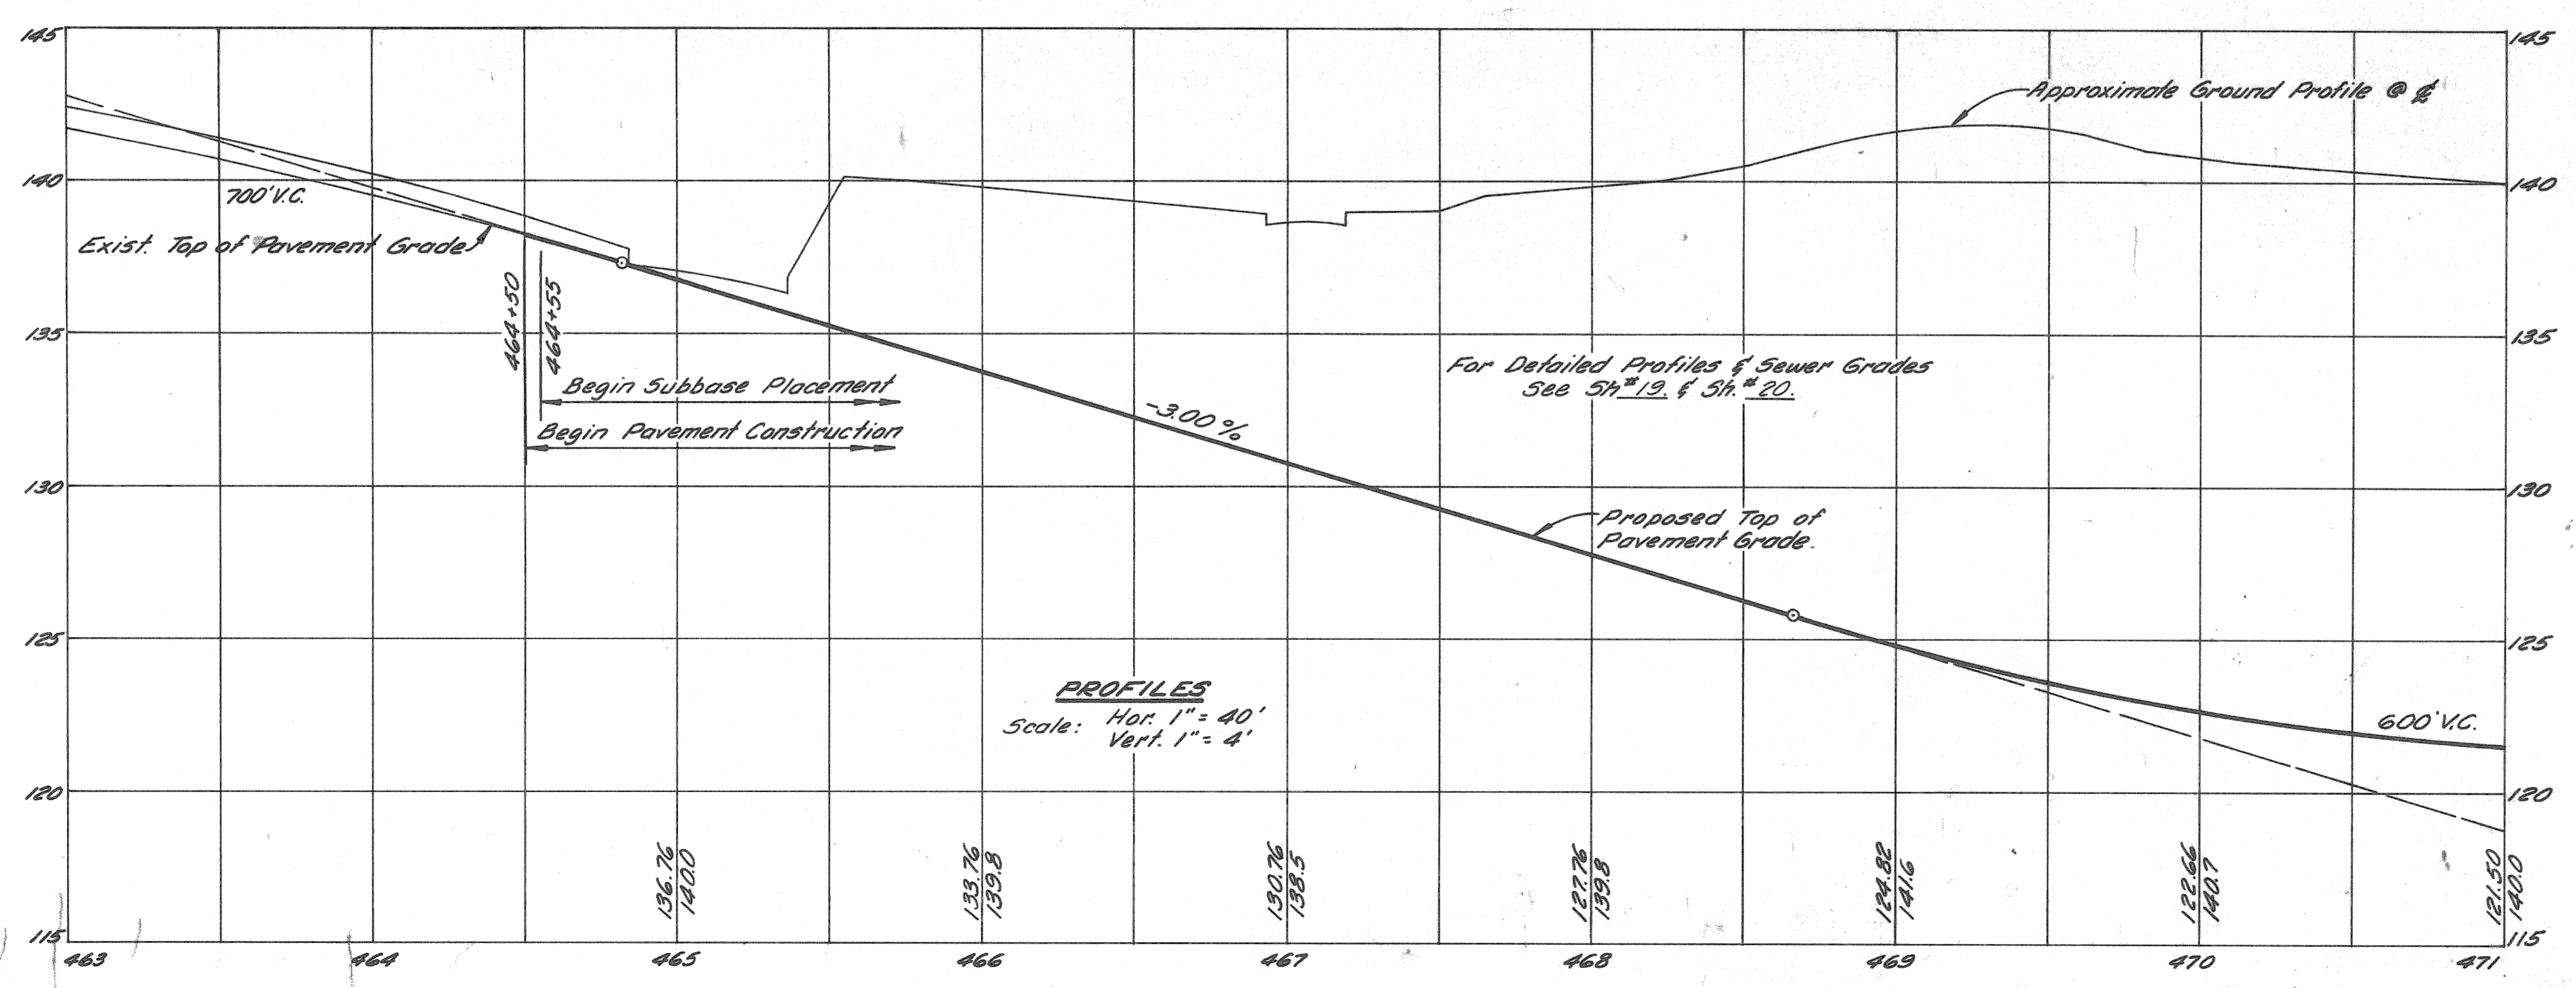 145
145
Approximate Ground Profile @ ℄
140
700' V.C.
140
Exist. Top of Pavement Grade
464+50
464+55
135
135
For Detailed Profiles & Sewer Grades
See Sh# 19. & Sh. # 20.
Begin Subbase Placement
-3.00 %
Begin Pavement Construction
130
130
Proposed Top of
Pavement Grade.
125
125
PROFILES
Scale: Hor. 1" = 40'
Vert. 1" = 4'
600' V.C.
120
120
136.76
140.0
133.76
139.8
130.76
138.5
127.76
139.8
124.82
141.6
122.66
140.7
121.50
140.0
115
115
463 464 465 466 467 468 469 470 471